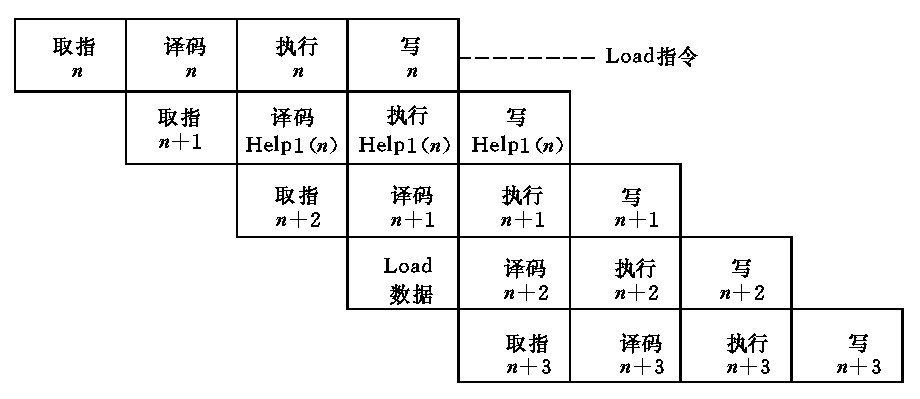 取指 译码 执行 写
n n n n
Load指令
取指 译码 执行 写
n+1 Help1(n) Help1(n) Help1(n)
取指 译码 执行 写
n+2 n+1 n+1 n+1
Load 译码 执行 写
数据 n+2 n+2 n+2
取指 译码 执行 写
n+3 n+3 n+3 n+3